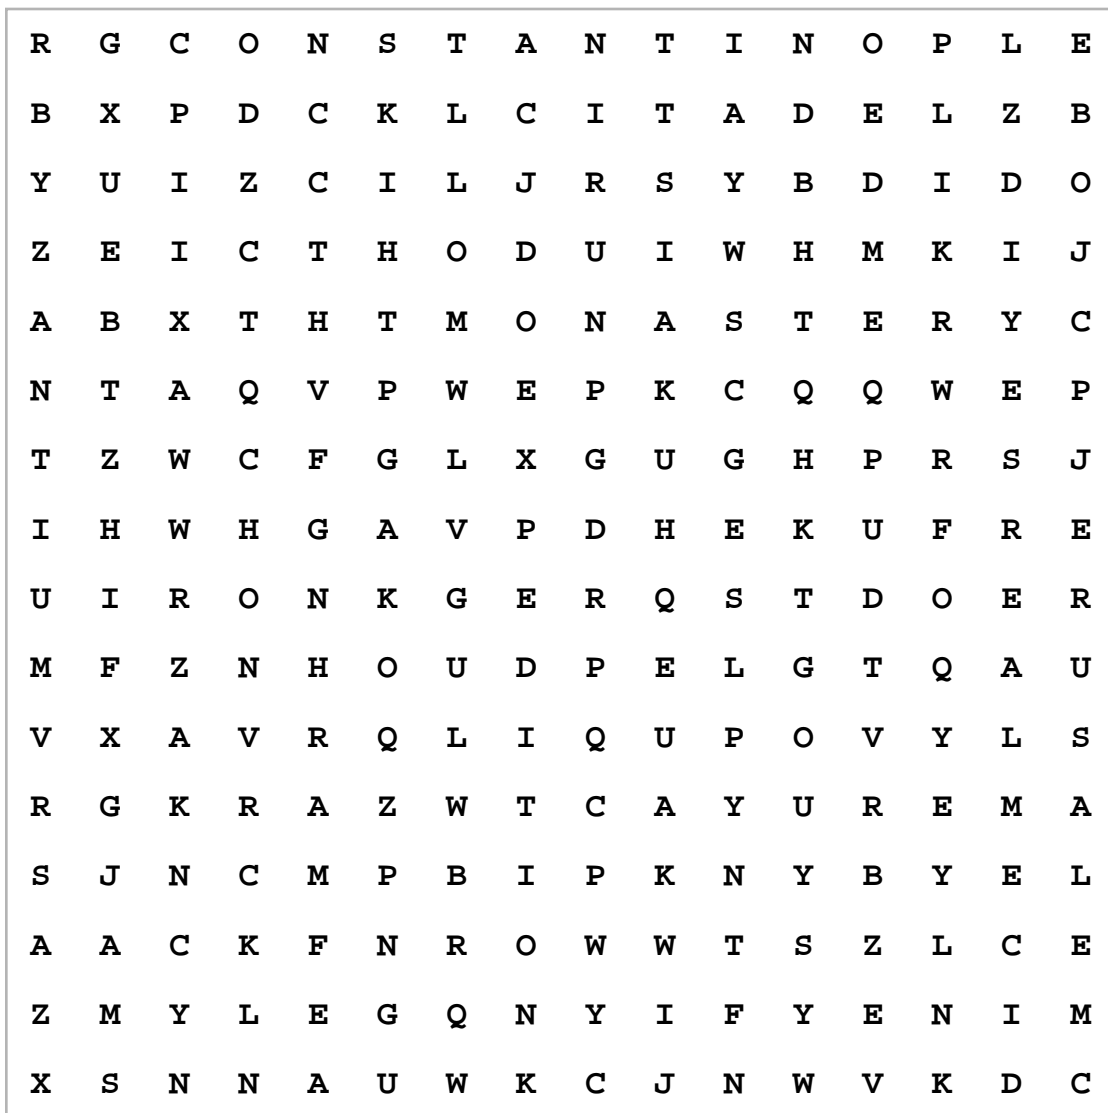 R G C O N S T A N T I N O P L E
B X P D C K L C I T A D E L Z B
Y U I Z C I L J R S Y B D I D O
Z E I C T H O D U I W H M K I J
A B X T H T M O N A S T E R Y C
N T A Q V P W E P K C Q Q W E P
T Z W C F G L X G U G H P R S J
I H W H G A V P D H E K U F R E
U I R O N K G E R Q S T D O E R
M F Z N H O U D P E L G T Q A U
V X A V R Q L I Q U P O V Y L S
R G K R A Z W T C A Y U R E M A
S J N C M P B I P K N Y B Y E L
A A C K F N R O W W T S Z L C E
Z M Y L E G Q N Y I F Y E N I M
X S N N A U W K C J N W V K D C